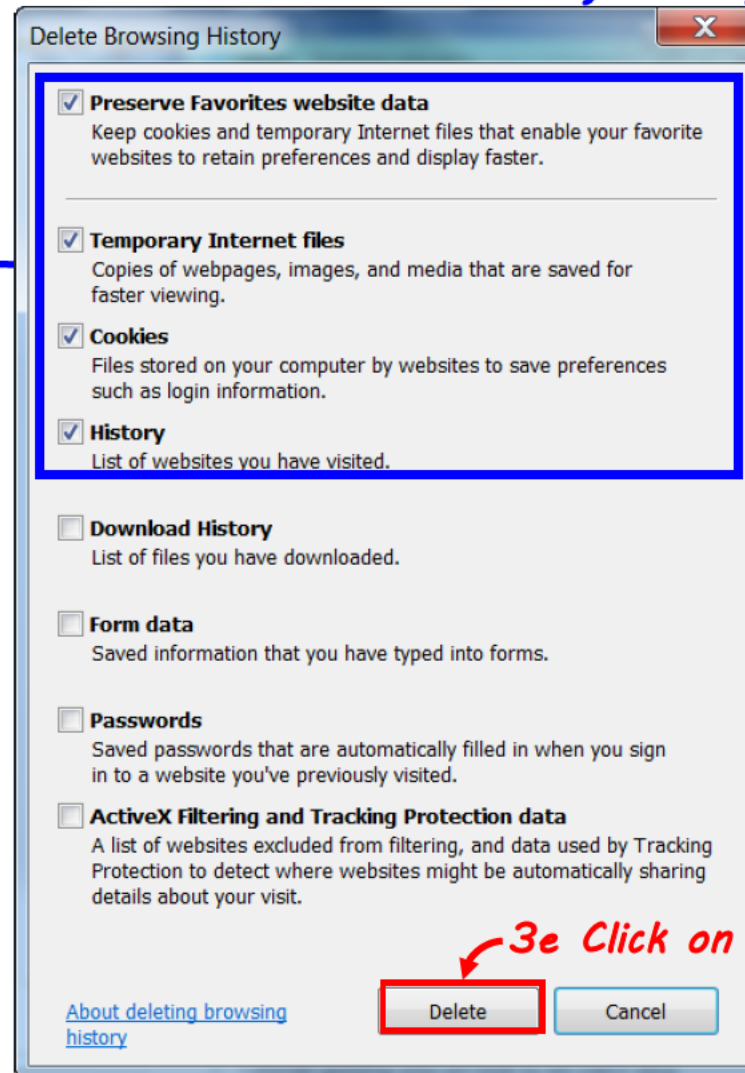 Delete Browsing History
X
Preserve Favorites website data
Keep cookies and temporary Internet files that enable your favorite
websites to retain preferences and display faster.
Temporary Internet files
Copies of webpages, images, and media that are saved for
faster viewing.
Cookies
Files stored on your computer by websites to save preferences
such as login information.
History
List of websites you have visited.
Download History
List of files you have downloaded.
Form data
Saved information that you have typed into forms.
Passwords
Saved passwords that are automatically filled in when you sign
in to a website you've previously visited.
ActiveX Filtering and Tracking Protection data
A list of websites excluded from filtering, and data used by Tracking
Protection to detect where websites might be automatically sharing
details about your visit.
3e Click on
About deleting browsing
history
Delete
Cancel